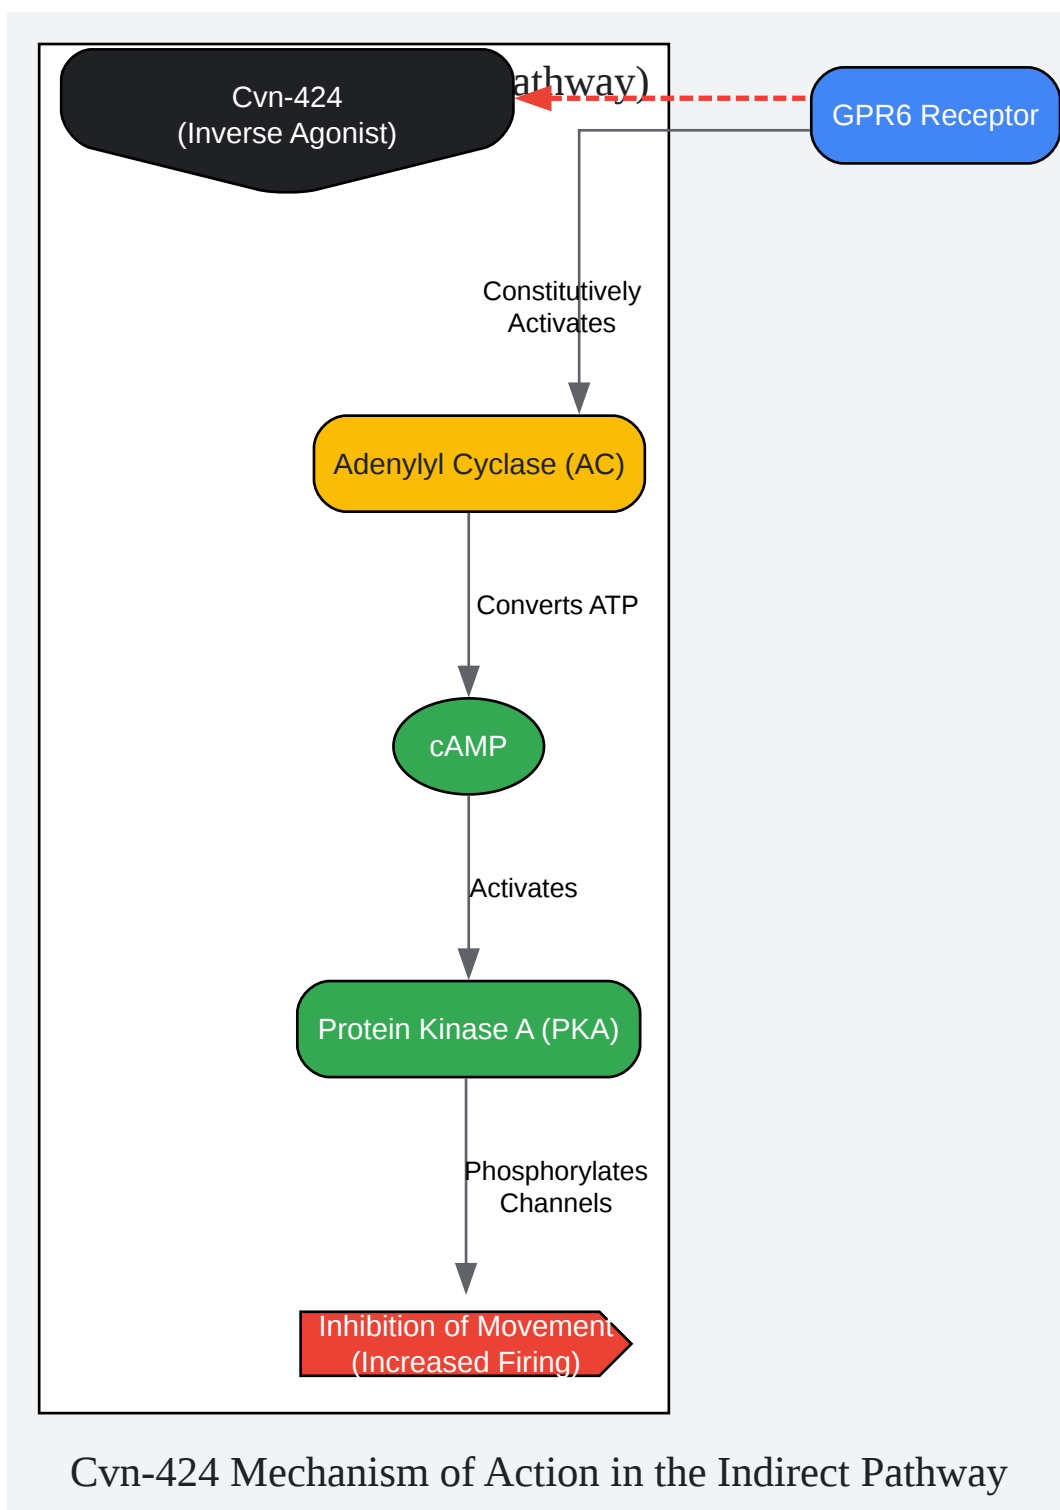 athway)
Cvn-424
(Inverse Agonist)
GPR6 Receptor
Constitutively
Activates
Adenylyl Cyclase (AC)
Converts ATP
cAMP
Activates
Protein Kinase A (PKA)
Phosphorylates
Channels
Inhibition of Movement
(Increased Firing)
Cvn-424 Mechanism of Action in the Indirect Pathway